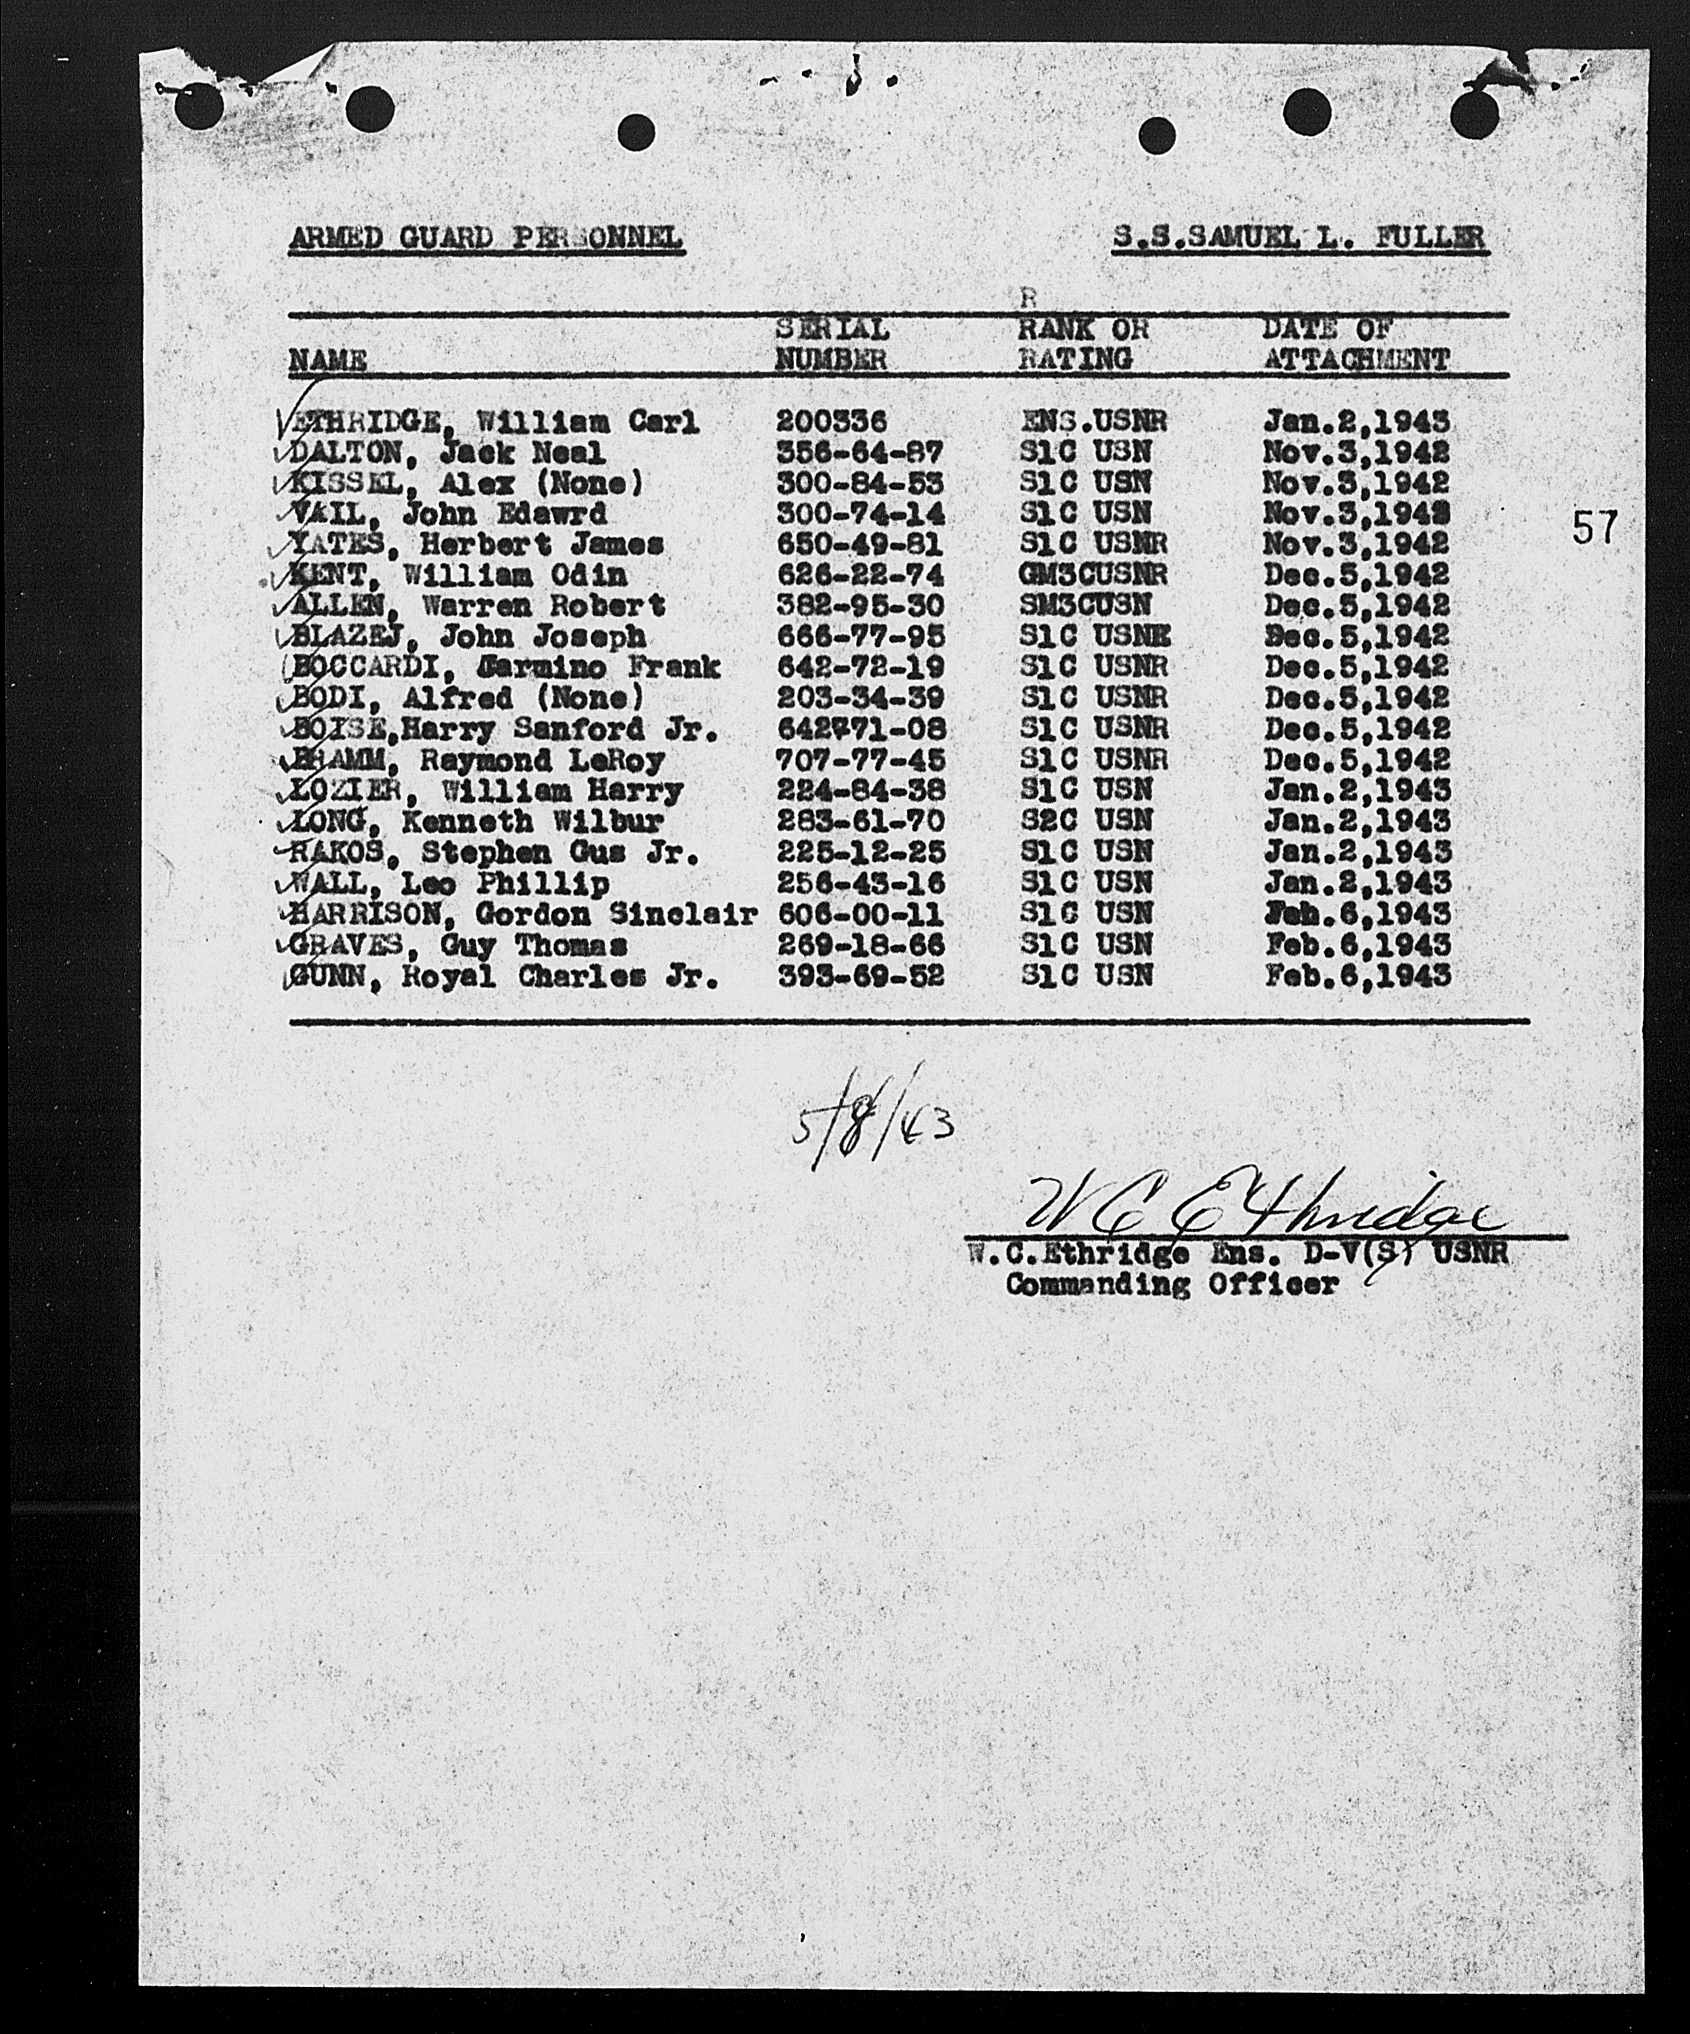 ARMED GUARD PERSONNEL S.S.SAMUEL L. FULLER
R
SERIAL RANK OR DATE OF
NAME NUMBER RATING ATTACHMENT
ETHRIDGE, William Carl 200336 ENS.USNR Jan.2,1943
DALTON, Jack Neal 356-64-87 S1C USN Nov.3,1942
KISSEL, Alex (None) 300-84-53 S1C USN Nov.3,1942
VAIL, John Edawrd 300-74-14 S1C USN Nov.3,1942
57
YATES, Herbert James 650-49-81 S1C USNR Nov.3,1942
KENT, William Odin 626-22-74 GM3CUSNR Dec.5,1942
ALLEN, Warren Robert 382-95-30 SM3CUSN Dec.5,1942
BLAZEJ, John Joseph 666-77-95 S1C USNR Dec.5,1942
BOCCARDI, Carmino Frank 642-72-19 S1C USNR Dec.5,1942
BODI, Alfred (None) 203-34-39 S1C USNR Dec.5,1942
BOISE,Harry Sanford Jr. 642-71-08 S1C USNR Dec.5,1942
BRAMM, Raymond LeRoy 707-77-45 S1C USNR Dec.5,1942
LOZIER, William Harry 224-84-38 S1C USN Jan.2,1943
LONG, Kenneth Wilbur 283-61-70 S2C USN Jan.2,1943
RAKOS, Stephen Gus Jr. 225-12-25 S1C USN Jan.2,1943
WALL, Leo Phillip 256-43-16 S1C USN Jan.2,1943
HARRISON, Gordon Sinclair 606-00-11 S1C USN Feb.6,1943
GRAVES, Guy Thomas 269-18-66 S1C USN Feb.6,1943
GUNN, Royal Charles Jr. 393-69-52 S1C USN Feb.6,1943
5/8/43
W C Ethridge
W.C.Ethridge Ens. D-V(S) USNR
Commanding Officer